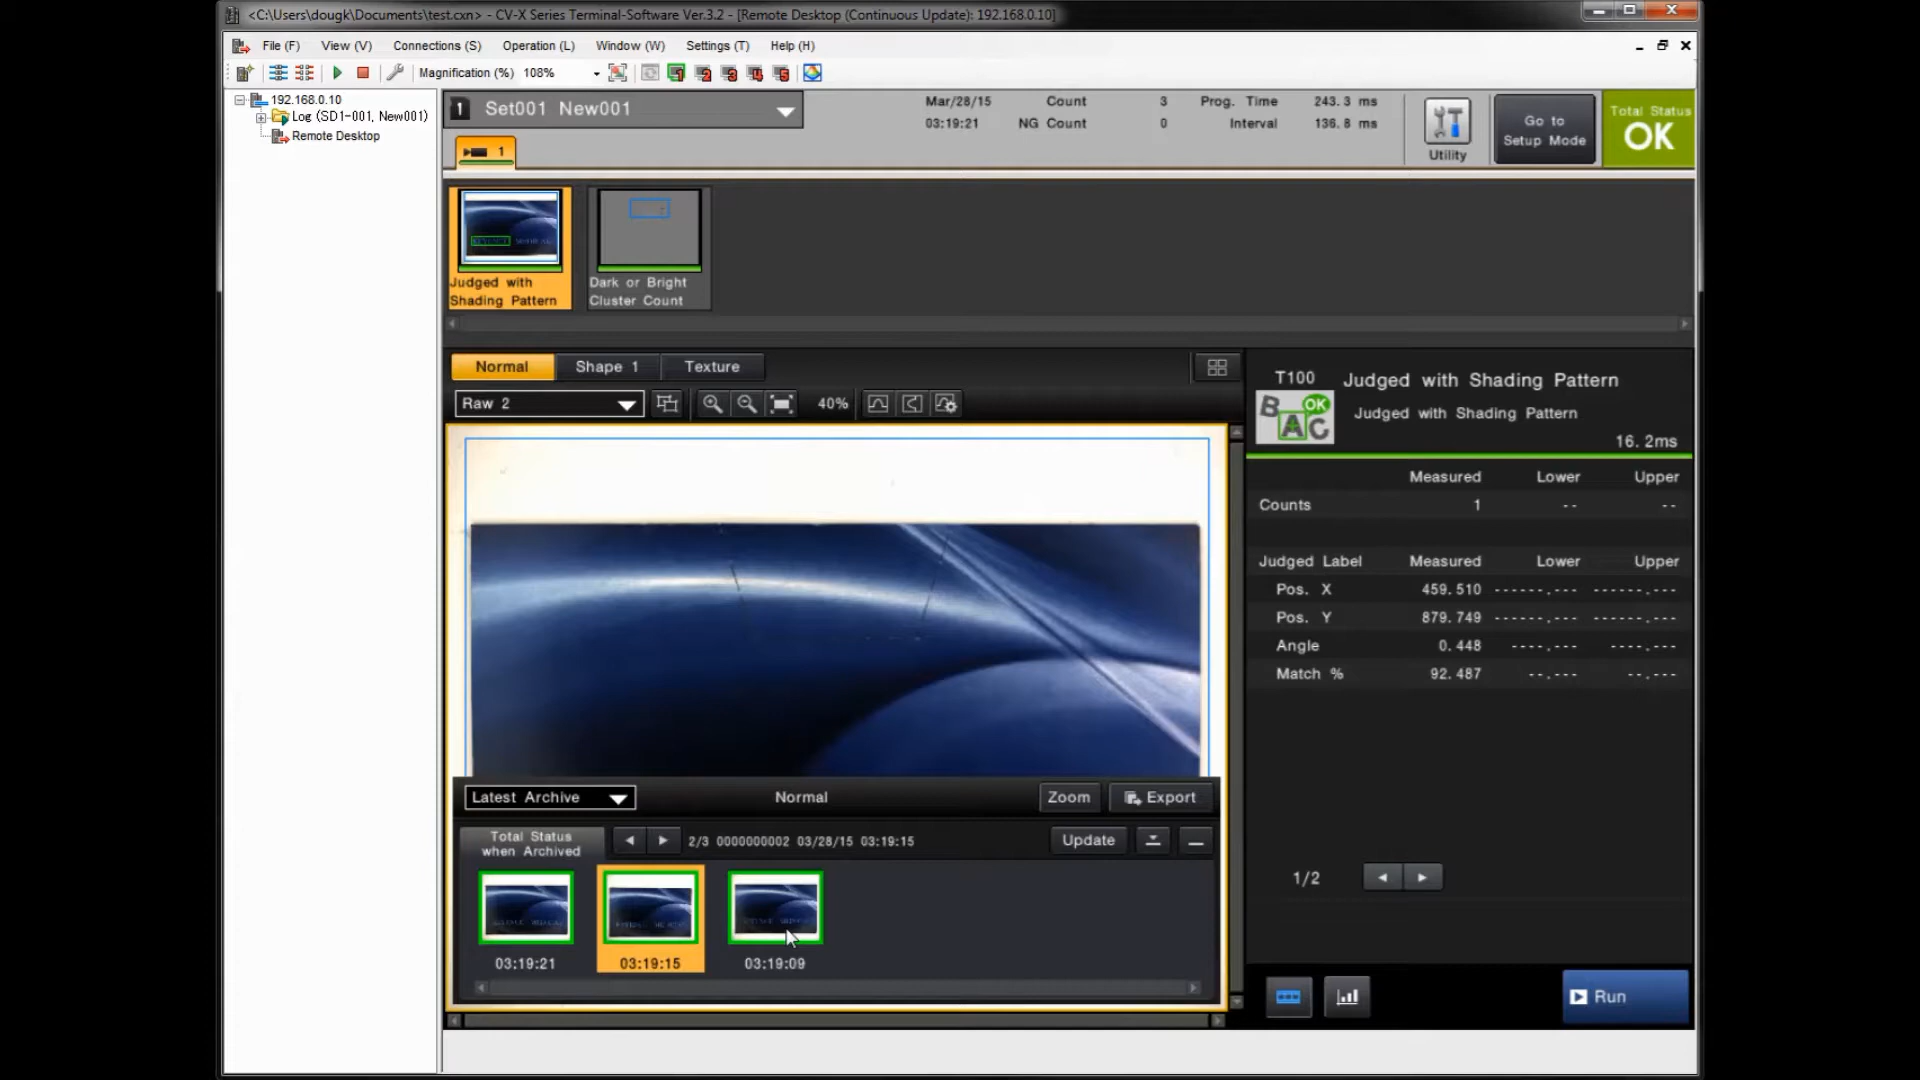 <C:\Users\dougk\Documents\test.cxn> - CV-X Series Terminal-Software Ver.3.2 - [Remote Desktop (Continuous Update): 192.168.0.10]
File (F) View (V) Connections (S) Operation (L) Window (W) Settings (T) Help (H)
Magnification (%) 108% 1 2 3 4 5
192.168.0.10
Log (SD1-001, New001)
Remote Desktop
1 Set001 New001
Mar/28/15 Count 3 Prog. Time 243.3 ms
03:19:21 NG Count 0 Interval 136.8 ms
Utility
Go to
Setup Mode
Total Status
OK
1
Judged with
Shading Pattern
Dark or Bright
Cluster Count
Normal Shape 1 Texture
Raw 2 40%
T100 Judged with Shading Pattern
B A C OK
Judged with Shading Pattern
16.2ms
Measured Lower Upper
Counts 1 -- --
Judged Label Measured Lower Upper
Pos. X 459.510 ------.--- ------.---
Pos. Y 879.749 ------.--- ------.---
Angle 0.448 ----.--- ----.---
Match % 92.487 --.--- --.---
1/2
Run
Latest Archive Normal Zoom Export
Total Status
when Archived
2/3 0000000002 03/28/15 03:19:15 Update
03:19:21 03:19:15 03:19:09